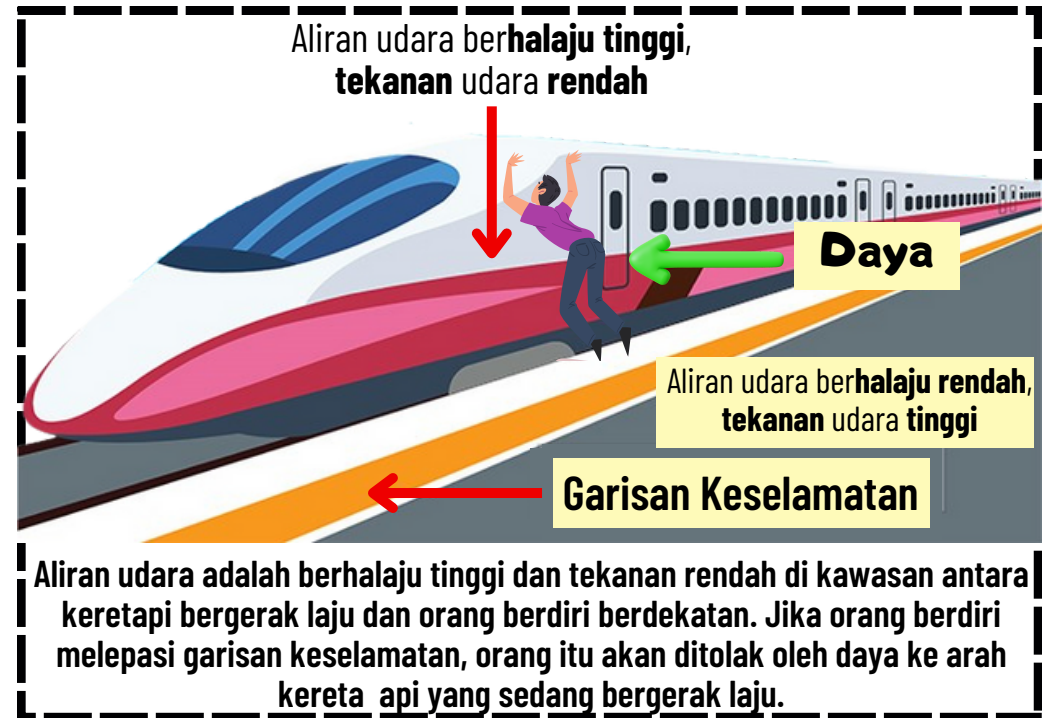 Aliran udara berhalaju tinggi,
tekanan udara rendah
Daya
Aliran udara berhalaju rendah,
tekanan udara tinggi
Garisan Keselamatan
Aliran udara adalah berhalaju tinggi dan tekanan rendah di kawasan antara
keretapi bergerak laju dan orang berdiri berdekatan. Jika orang berdiri
melepasi garisan keselamatan, orang itu akan ditolak oleh daya ke arah
kereta api yang sedang bergerak laju.